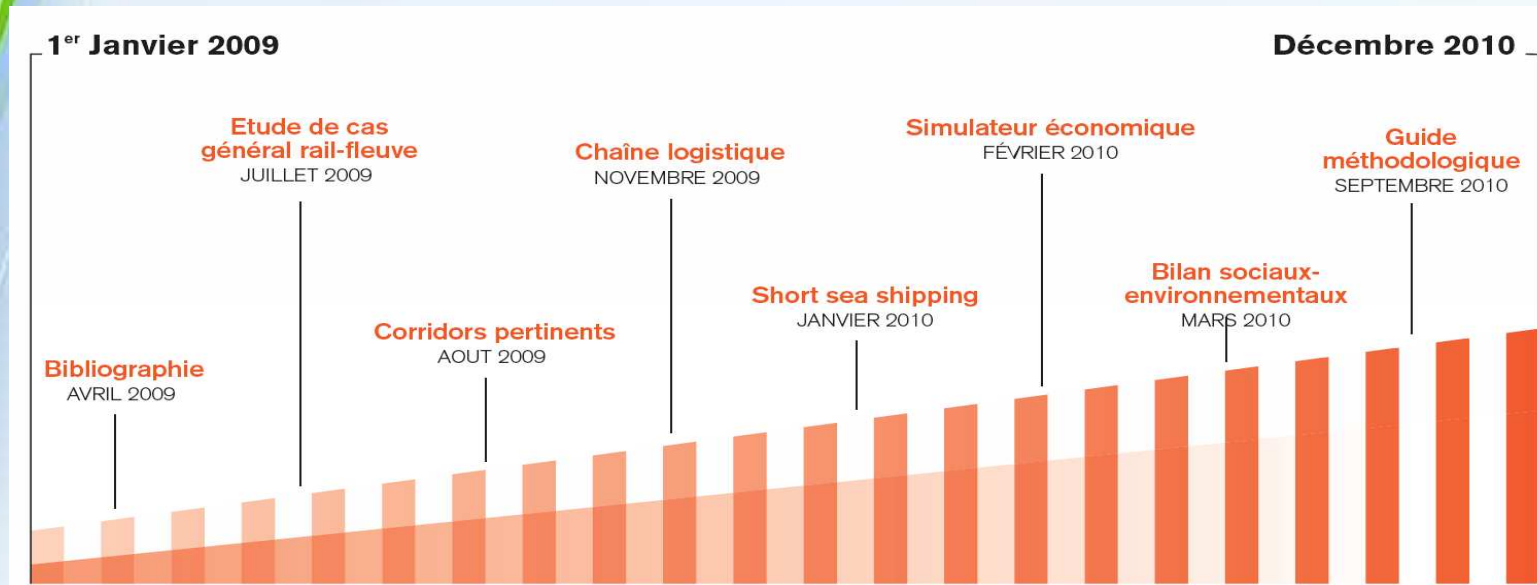 1er Janvier 2009
Décembre 2010
Etude de cas
général rail-fleuve
JUILLET 2009
Chaîne logistique
NOVEMBRE 2009
Simulateur économique
FÉVRIER 2010
Guide
méthodologique
SEPTEMBRE 2010
Bibliographie
AVRIL 2009
Corridors pertinents
AOUT 2009
Short sea shipping
JANVIER 2010
Bilan sociaux-
environnementaux
MARS 2010